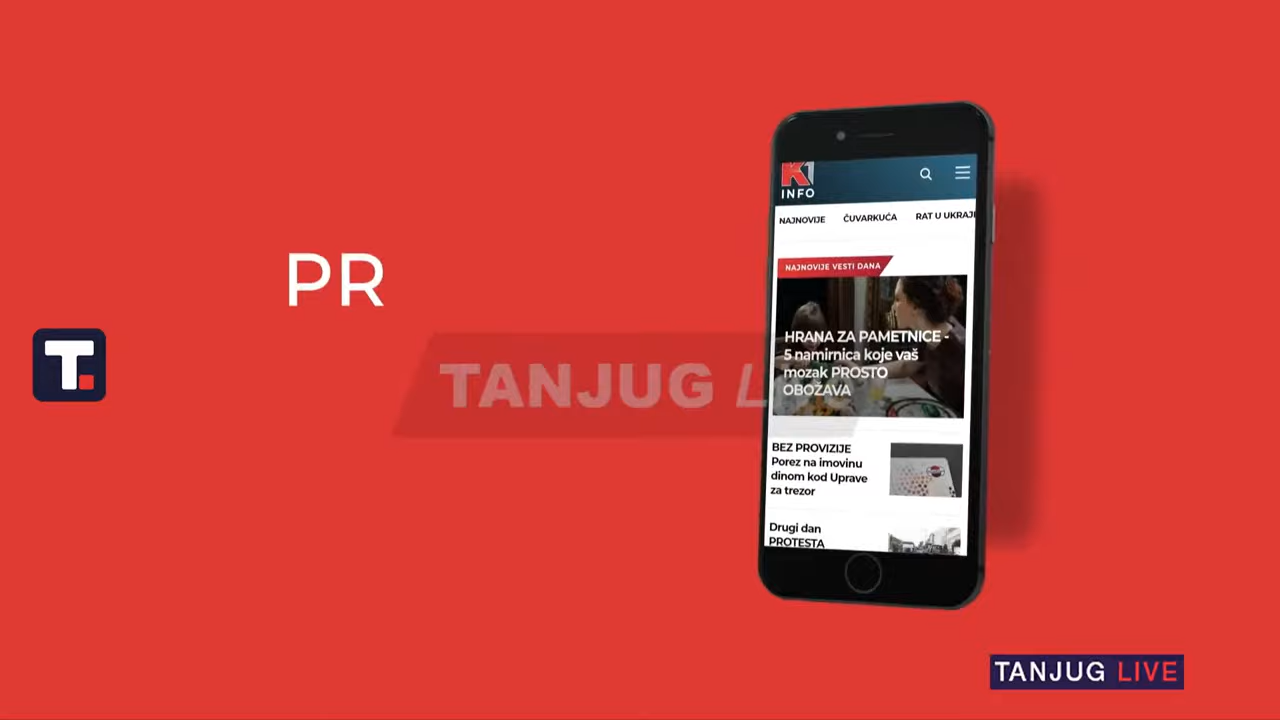 PR
T.
TANJUG
K1
INFO
NAJNOVIJE ČUVARKUĆA RAT U UKRAJI
NAJNOVIJE VESTI DANA
HRANA ZA PAMETNICE -
5 namirnica koje vaš
mozak PROSTO
OBOŽAVA
BEZ PROVIZIJE
Porez na imovinu
dinom kod Uprave
za trezor
Drugi dan
PROTESTA
TANJUG LIVE